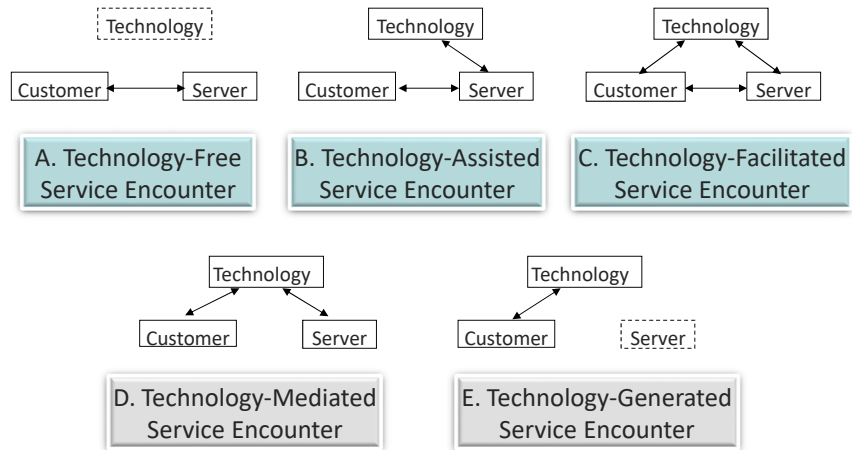 Technology
Customer
Server
A. Technology-Free
Service Encounter
Technology
Customer
Server
B. Technology-Assisted
Service Encounter
Technology
Customer
Server
C. Technology-Facilitated
Service Encounter
Technology
Customer
Server
D. Technology-Mediated
Service Encounter
Technology
Customer
Server
E. Technology-Generated
Service Encounter